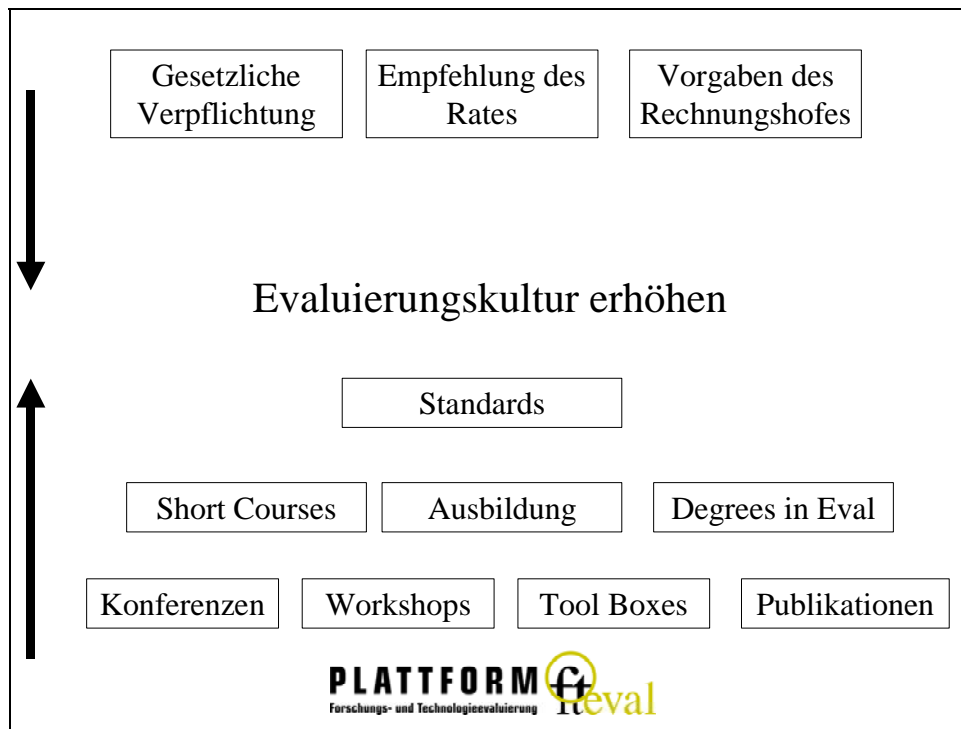 Gesetzliche Verpflichtung
Empfehlung des Rates
Vorgaben des Rechnungshofes
Evaluierungskultur erhöhen
Standards
Short Courses
Ausbildung
Degrees in Eval
Konferenzen
Workshops
Tool Boxes
Publikationen
PLATTFORM fteval
Forschungs- und Technologieevaluierung